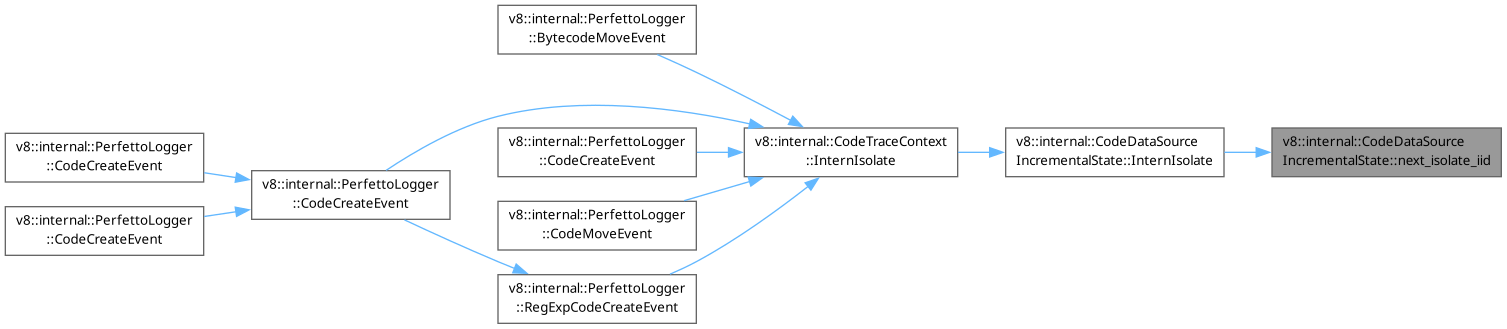 v8::internal::PerfettoLogger
::BytecodeMoveEvent
v8::internal::PerfettoLogger
::CodeCreateEvent
v8::internal::PerfettoLogger
::CodeCreateEvent
v8::internal::PerfettoLogger
::CodeCreateEvent
v8::internal::PerfettoLogger
::CodeCreateEvent
v8::internal::PerfettoLogger
::CodeMoveEvent
v8::internal::PerfettoLogger
::RegExpCodeCreateEvent
v8::internal::CodeTraceContext
::InternIsolate
v8::internal::CodeDataSource
IncrementalState::InternIsolate
v8::internal::CodeDataSource
IncrementalState::next_isolate_iid